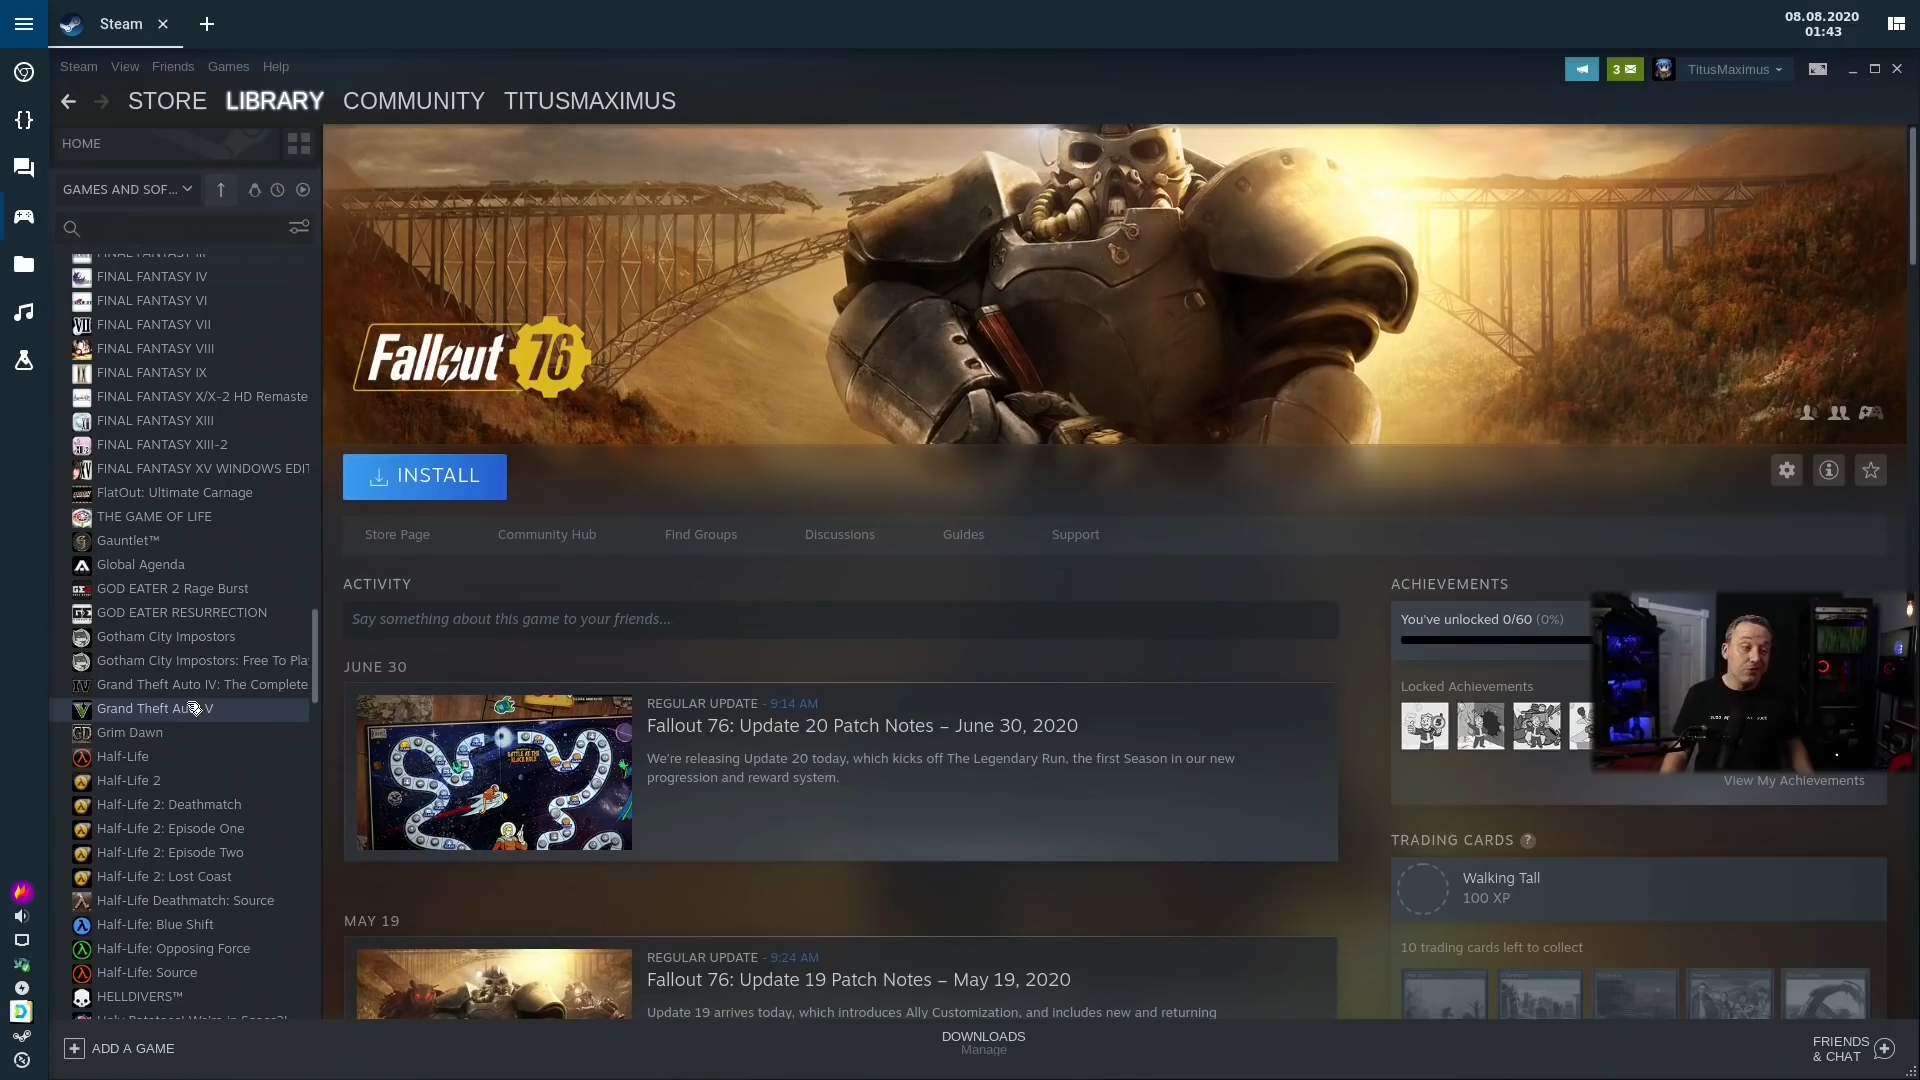 Steam
08.08.2020
01:43
Steam View Friends Games Help
3
TitusMaximus
STORE LIBRARY COMMUNITY TITUSMAXIMUS
HOME
GAMES AND SOF...
FINAL FANTASY III
FINAL FANTASY IV
FINAL FANTASY VI
FINAL FANTASY VII
FINAL FANTASY VIII
FINAL FANTASY IX
FINAL FANTASY X/X-2 HD Remaste
FINAL FANTASY XIII
FINAL FANTASY XIII-2
FINAL FANTASY XV WINDOWS EDIT
FlatOut: Ultimate Carnage
THE GAME OF LIFE
Gauntlet™
Global Agenda
GOD EATER 2 Rage Burst
GOD EATER RESURRECTION
Gotham City Impostors
Gotham City Impostors: Free To Pla
Grand Theft Auto IV: The Complete
Grand Theft Auto V
Grim Dawn
Half-Life
Half-Life 2
Half-Life 2: Deathmatch
Half-Life 2: Episode One
Half-Life 2: Episode Two
Half-Life 2: Lost Coast
Half-Life Deathmatch: Source
Half-Life: Blue Shift
Half-Life: Opposing Force
Half-Life: Source
HELLDIVERS™
Holy Potatoes! We're in Space?!
ADD A GAME
Fallout 76
INSTALL
Store Page Community Hub Find Groups Discussions Guides Support
ACTIVITY
Say something about this game to your friends...
JUNE 30
REGULAR UPDATE - 9:14 AM
Fallout 76: Update 20 Patch Notes – June 30, 2020
We're releasing Update 20 today, which kicks off The Legendary Run, the first Season in our new
progression and reward system.
MAY 19
REGULAR UPDATE - 9:24 AM
Fallout 76: Update 19 Patch Notes – May 19, 2020
Update 19 arrives today, which introduces Ally Customization, and includes new and returning
ACHIEVEMENTS
You've unlocked 0/60 (0%)
Locked Achievements
View My Achievements
TRADING CARDS ?
Walking Tall
100 XP
10 trading cards left to collect
DOWNLOADS
Manage
FRIENDS
& CHAT